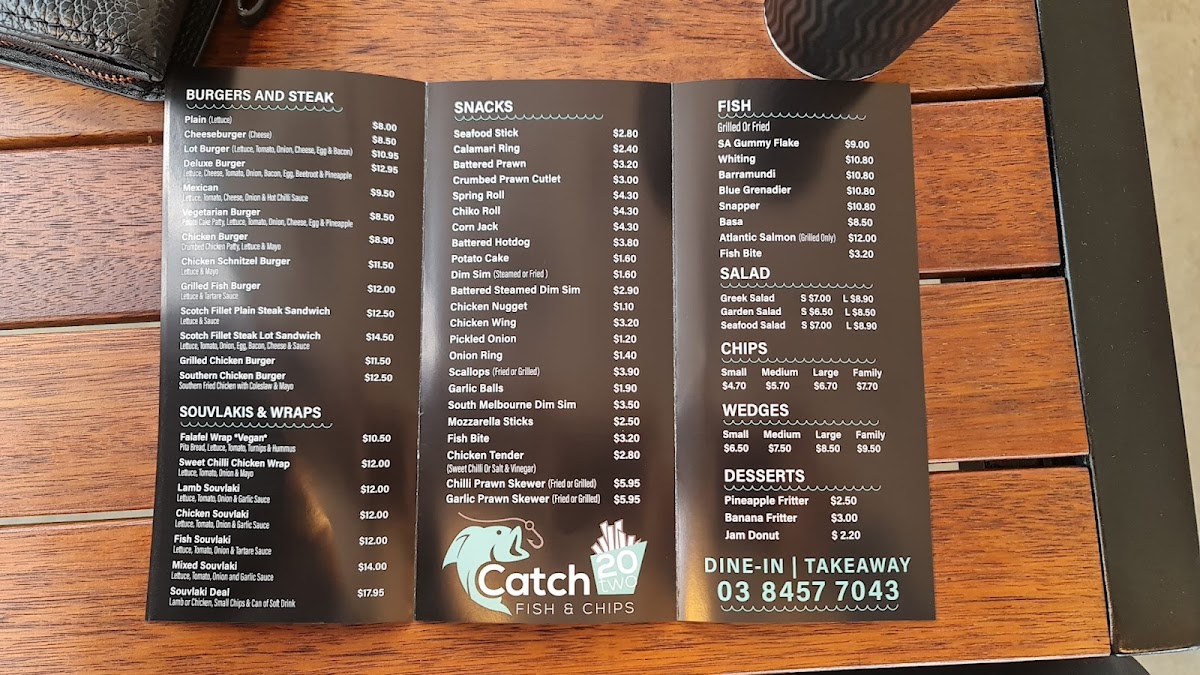 BURGERS AND STEAK
Plain (Lettuce) $8.00
Cheeseburger (Cheese) $8.50
Lot Burger (Lettuce, Tomato, Onion, Cheese, Egg & Bacon) $10.95
Deluxe Burger $12.95
Lettuce, Cheese, Tomato, Onion, Bacon, Egg, Beetroot & Pineapple
Mexican $9.50
Lettuce, Tomato, Cheese, Onion & Hot Chilli Sauce
Vegetarian Burger $8.50
Potato Cake Patty, Lettuce, Tomato, Onion, Cheese, Egg & Pineapple
Chicken Burger $8.90
Crumbed Chicken Patty, Lettuce & Mayo
Chicken Schnitzel Burger $11.50
Lettuce & Mayo
Grilled Fish Burger $12.00
Lettuce & Tartare Sauce
Scotch Fillet Plain Steak Sandwich $12.50
Lettuce & Sauce
Scotch Fillet Steak Lot Sandwich $14.50
Lettuce, Tomato, Onion, Egg, Bacon, Cheese & Sauce
Grilled Chicken Burger $11.50
Southern Chicken Burger $12.50
Southern Fried Chicken with Coleslaw & Mayo
SOUVLAKIS & WRAPS
Falafel Wrap "Vegan" $10.50
Pita Bread, Lettuce, Tomato, Turnips & Hummus
Sweet Chilli Chicken Wrap $12.00
Lettuce, Tomato, Onion & Mayo
Lamb Souvlaki $12.00
Lettuce, Tomato, Onion & Garlic Sauce
Chicken Souvlaki $12.00
Lettuce, Tomato, Onion & Garlic Sauce
Fish Souvlaki $12.00
Lettuce, Tomato, Onion & Tartare Sauce
Mixed Souvlaki $14.00
Lettuce, Tomato, Onion and Garlic Sauce
Souvlaki Deal $17.95
Lamb or Chicken, Small Chips & Can of Soft Drink
SNACKS
Seafood Stick $2.80
Calamari Ring $2.40
Battered Prawn $3.20
Crumbed Prawn Cutlet $3.00
Spring Roll $4.30
Chiko Roll $4.30
Corn Jack $4.30
Battered Hotdog $3.80
Potato Cake $1.60
Dim Sim (Steamed or Fried ) $1.60
Battered Steamed Dim Sim $2.90
Chicken Nugget $1.10
Chicken Wing $3.20
Pickled Onion $1.20
Onion Ring $1.40
Scallops (Fried or Grilled) $3.90
Garlic Balls $1.90
South Melbourne Dim Sim $3.50
Mozzarella Sticks $2.50
Fish Bite $3.20
Chicken Tender $2.80
(Sweet Chilli Or Salt & Vinegar)
Chilli Prawn Skewer (Fried or Grilled) $5.95
Garlic Prawn Skewer (Fried or Grilled) $5.95
Catch 20 TWO
FISH & CHIPS
FISH
Grilled Or Fried
SA Gummy Flake $9.00
Whiting $10.80
Barramundi $10.80
Blue Grenadier $10.80
Snapper $10.80
Basa $8.50
Atlantic Salmon (Grilled Only) $12.00
Fish Bite $3.20
SALAD
Greek Salad S $7.00 L $8.90
Garden Salad S $6.50 L $8.50
Seafood Salad S $7.00 L $8.90
CHIPS
Small Medium Large Family
$4.70 $5.70 $6.70 $7.70
WEDGES
Small Medium Large Family
$6.50 $7.50 $8.50 $9.50
DESSERTS
Pineapple Fritter $2.50
Banana Fritter $3.00
Jam Donut $ 2.20
DINE-IN | TAKEAWAY
03 8457 7043